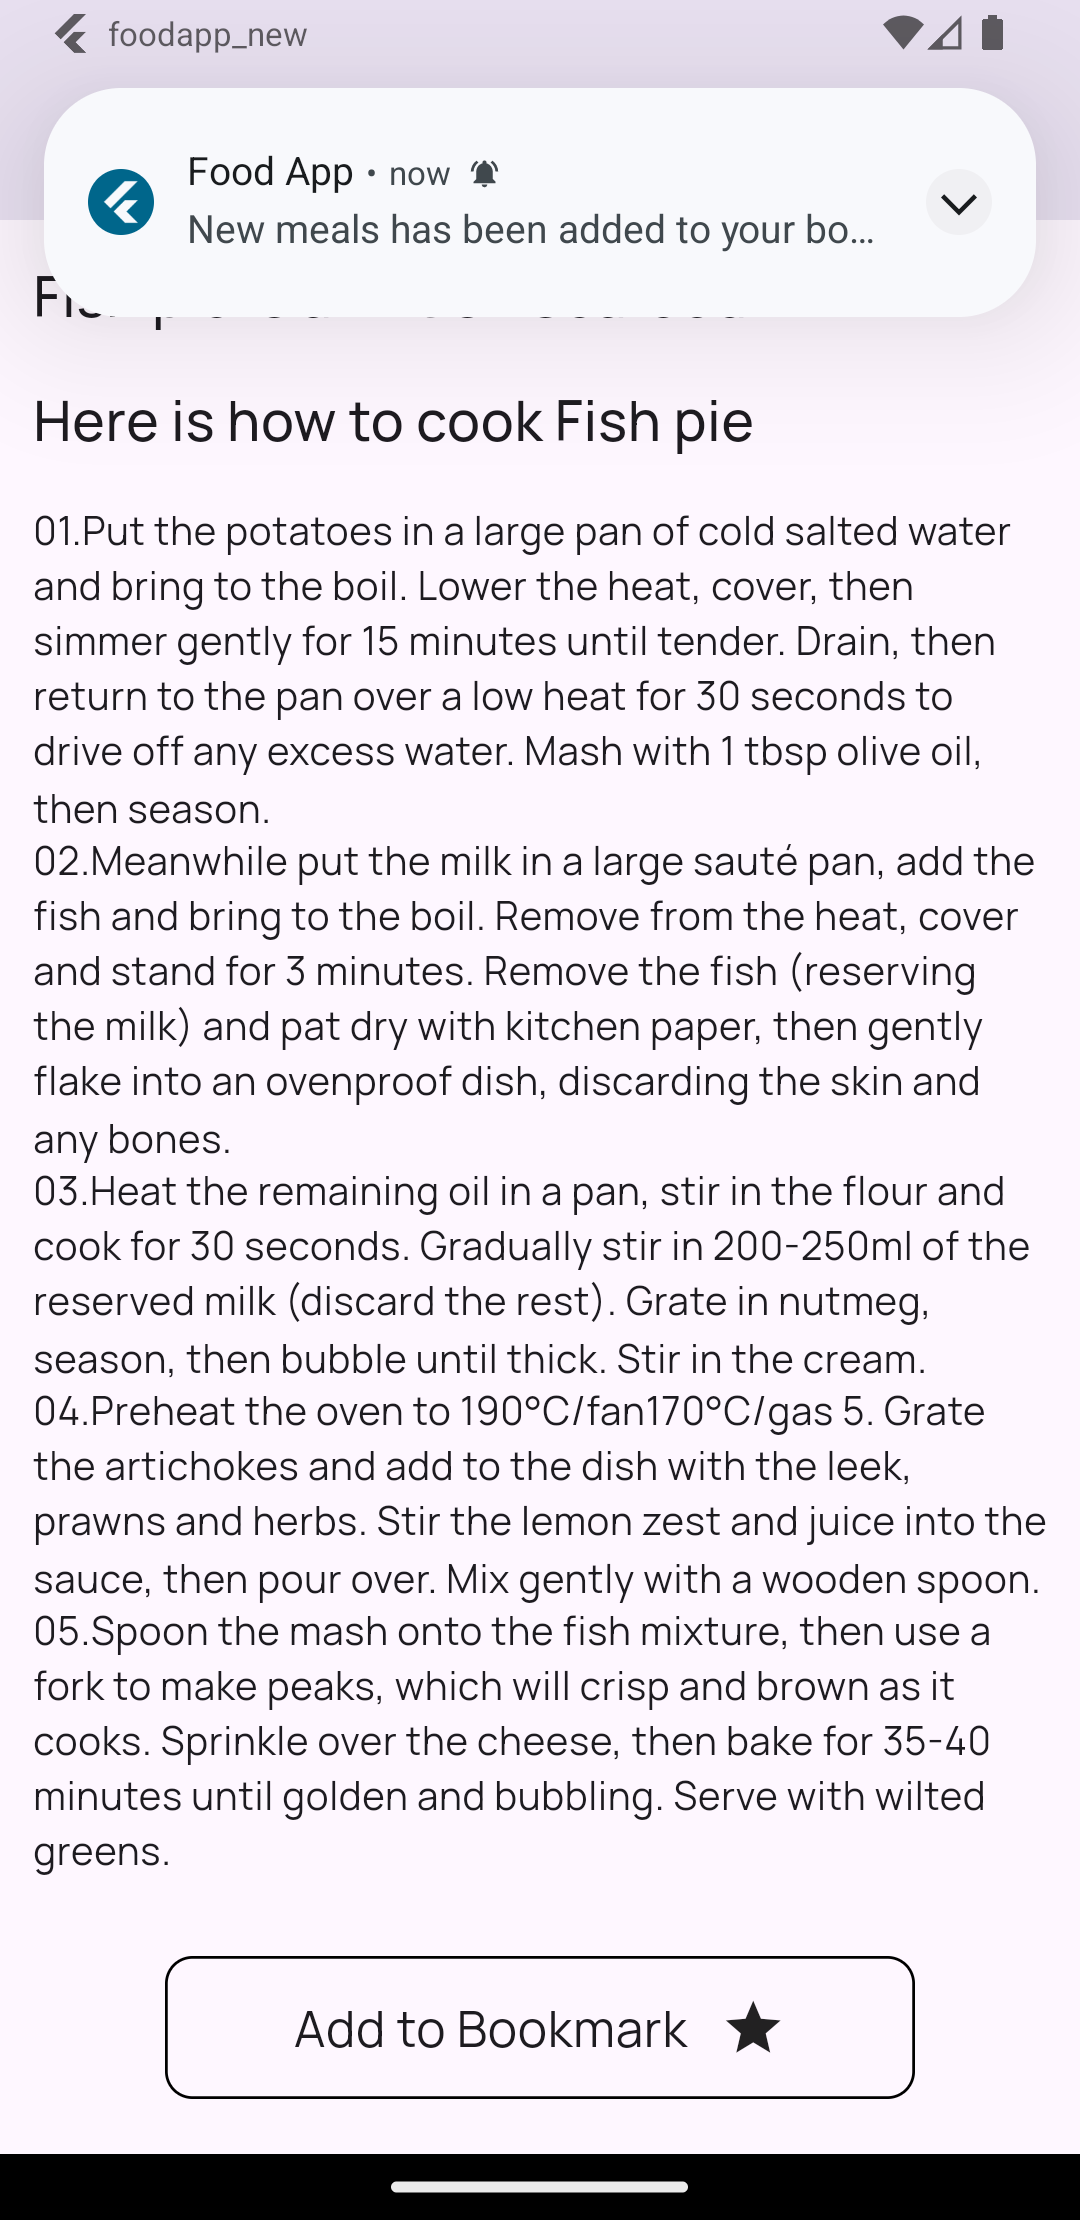 foodapp_new
Food App • now
New meals has been added to your bo...
Here is how to cook Fish pie
01.Put the potatoes in a large pan of cold salted water
and bring to the boil. Lower the heat, cover, then
simmer gently for 15 minutes until tender. Drain, then
return to the pan over a low heat for 30 seconds to
drive off any excess water. Mash with 1 tbsp olive oil,
then season.
02.Meanwhile put the milk in a large sauté pan, add the
fish and bring to the boil. Remove from the heat, cover
and stand for 3 minutes. Remove the fish (reserving
the milk) and pat dry with kitchen paper, then gently
flake into an ovenproof dish, discarding the skin and
any bones.
03.Heat the remaining oil in a pan, stir in the flour and
cook for 30 seconds. Gradually stir in 200-250ml of the
reserved milk (discard the rest). Grate in nutmeg,
season, then bubble until thick. Stir in the cream.
04.Preheat the oven to 190°C/fan170°C/gas 5. Grate
the artichokes and add to the dish with the leek,
prawns and herbs. Stir the lemon zest and juice into the
sauce, then pour over. Mix gently with a wooden spoon.
05.Spoon the mash onto the fish mixture, then use a
fork to make peaks, which will crisp and brown as it
cooks. Sprinkle over the cheese, then bake for 35-40
minutes until golden and bubbling. Serve with wilted
greens.
Add to Bookmark